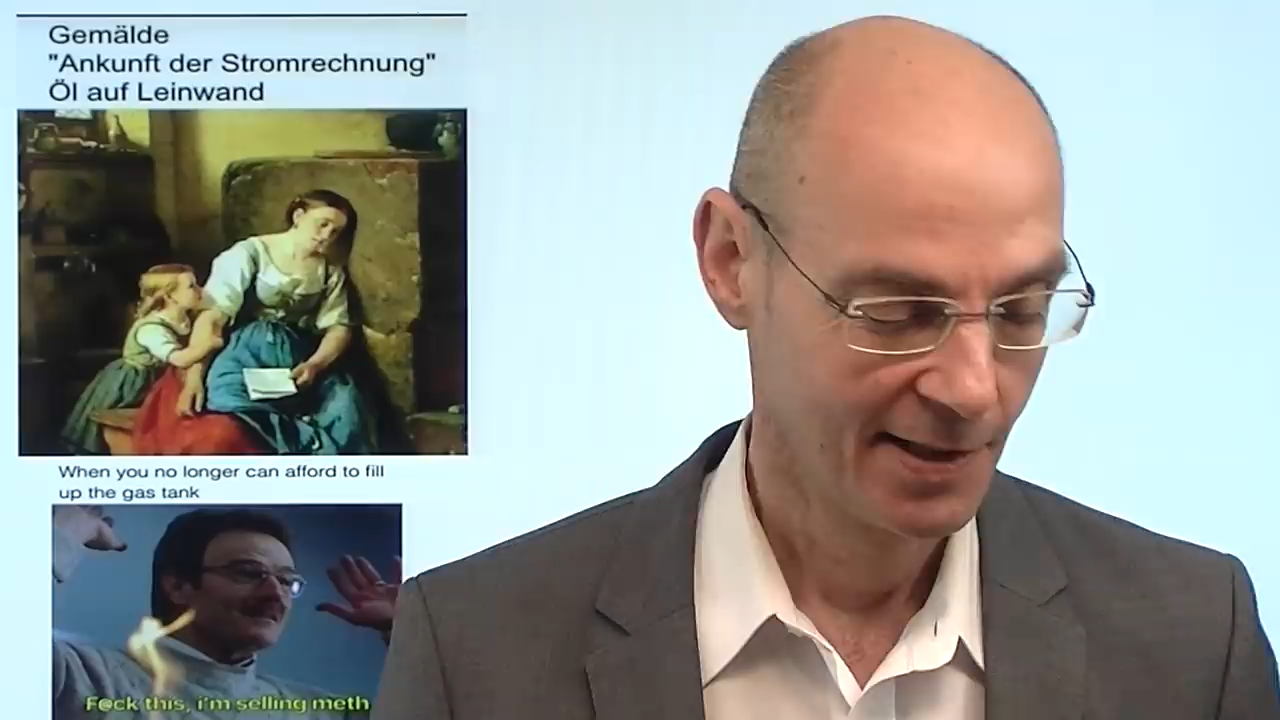 Gemälde
"Ankunft der Stromrechnung"
Öl auf Leinwand
When you no longer can afford to fill
up the gas tank
F@ck this, i'm selling meth